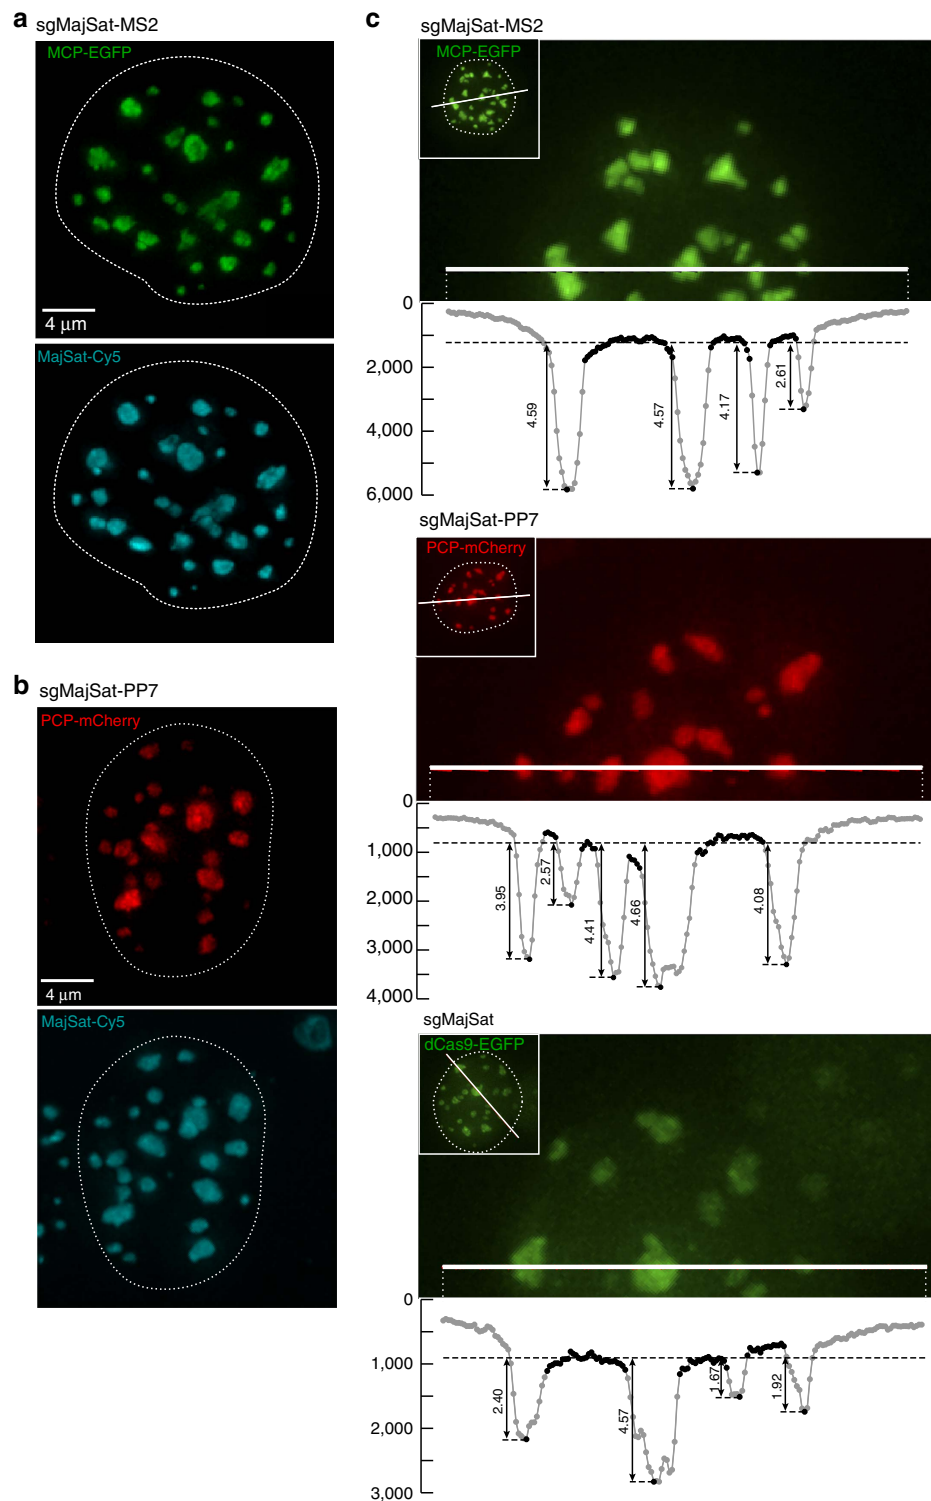 a
sgMajSat-MS2
MCP-EGFP
4 µm
MajSat-Cy5
b
sgMajSat-PP7
PCP-mCherry
4 µm
MajSat-Cy5
c
sgMajSat-MS2
MCP-EGFP
0
2,000
4,000
6,000
4.59
4.57
4.17
2.61
sgMajSat-PP7
PCP-mCherry
0
1,000
2,000
3,000
4,000
3.95
2.57
4.41
4.66
4.08
sgMajSat
dCas9-EGFP
0
1,000
2,000
3,000
2.40
4.57
1.67
1.92